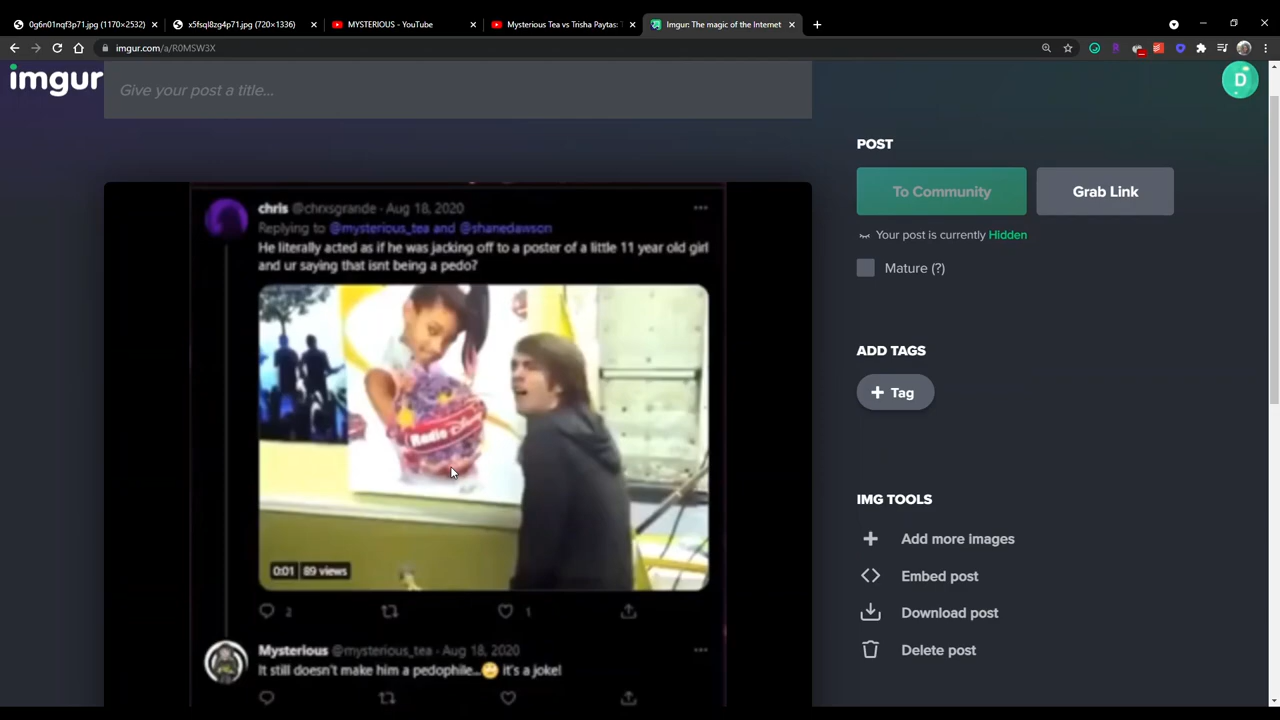 0g6n01nqf3p71.jpg (1170×2532)
x5fsql8zg4p71.jpg (720×1336)
MYSTERIOUS - YouTube
Mysterious Tea vs Trisha Paytas:
Imgur: The magic of the Internet
imgur.com/a/R0MSW3X
imgur
Give your post a title...
D
POST
To Community
Grab Link
Your post is currently Hidden
Mature (?)
ADD TAGS
+ Tag
IMG TOOLS
Add more images
Embed post
Download post
Delete post
chris @chrxsgrande · Aug 18, 2020
Replying to @mysterious_tea and @shanedawson
He literally acted as if he was jacking off to a poster of a little 11 year old girl
and ur saying that isnt being a pedo?
Radio Disney
0:01 89 views
2
1
Mysterious @mysterious_tea · Aug 18, 2020
It still doesn't make him a pedophile...🙄 it's a joke!